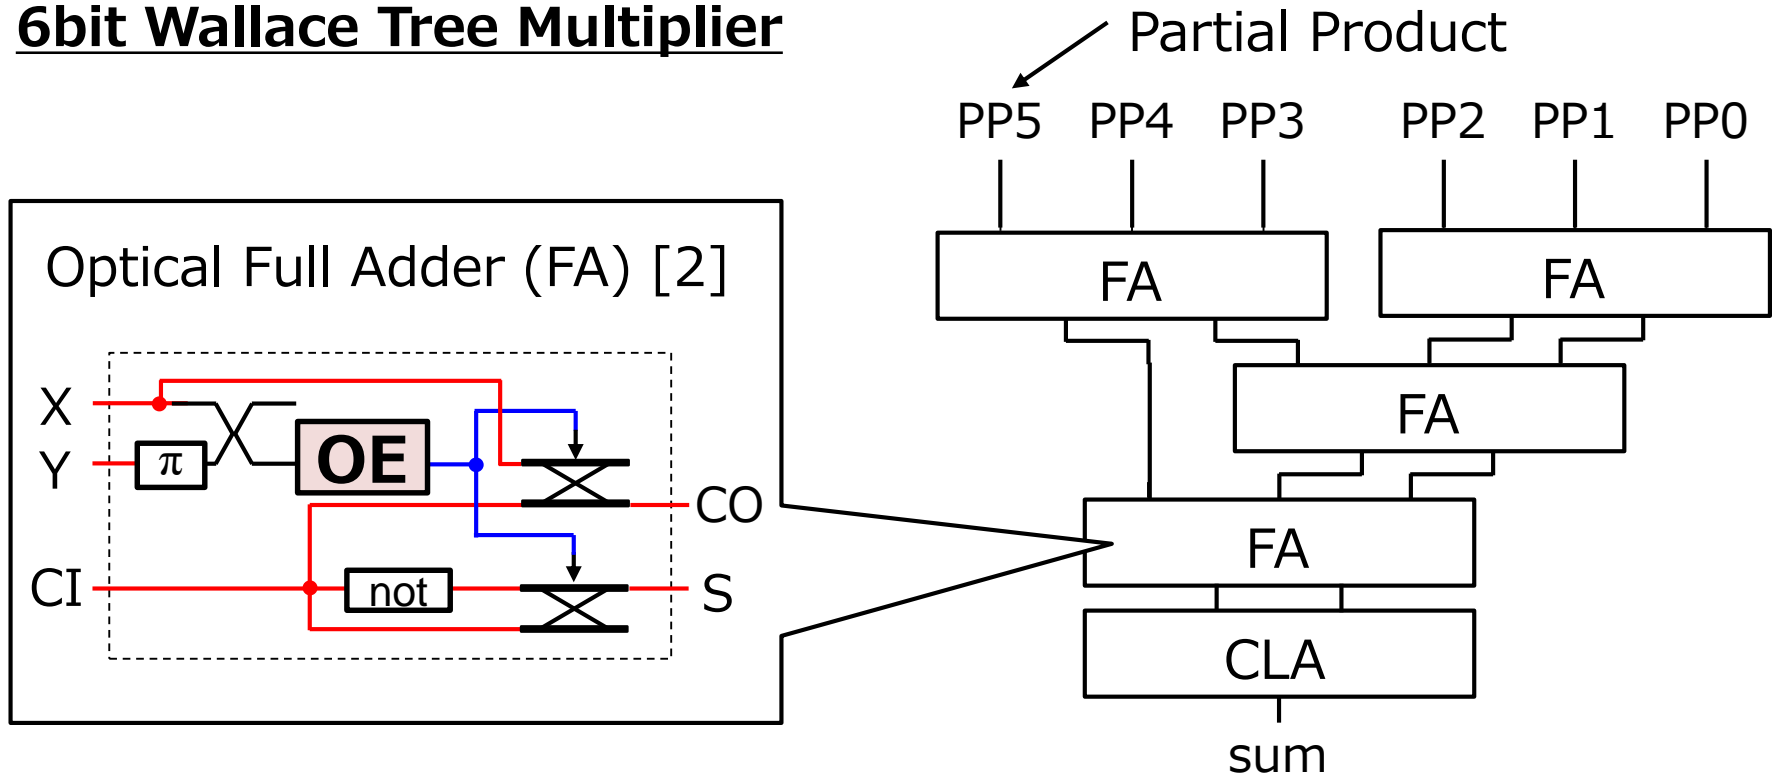 6bit Wallace Tree Multiplier
Partial Product
PP5 PP4 PP3 PP2 PP1 PP0
Optical Full Adder (FA) [2]
FA FA
X
Y
π
OE
FA
CO
CI
not
S
FA
CLA
sum